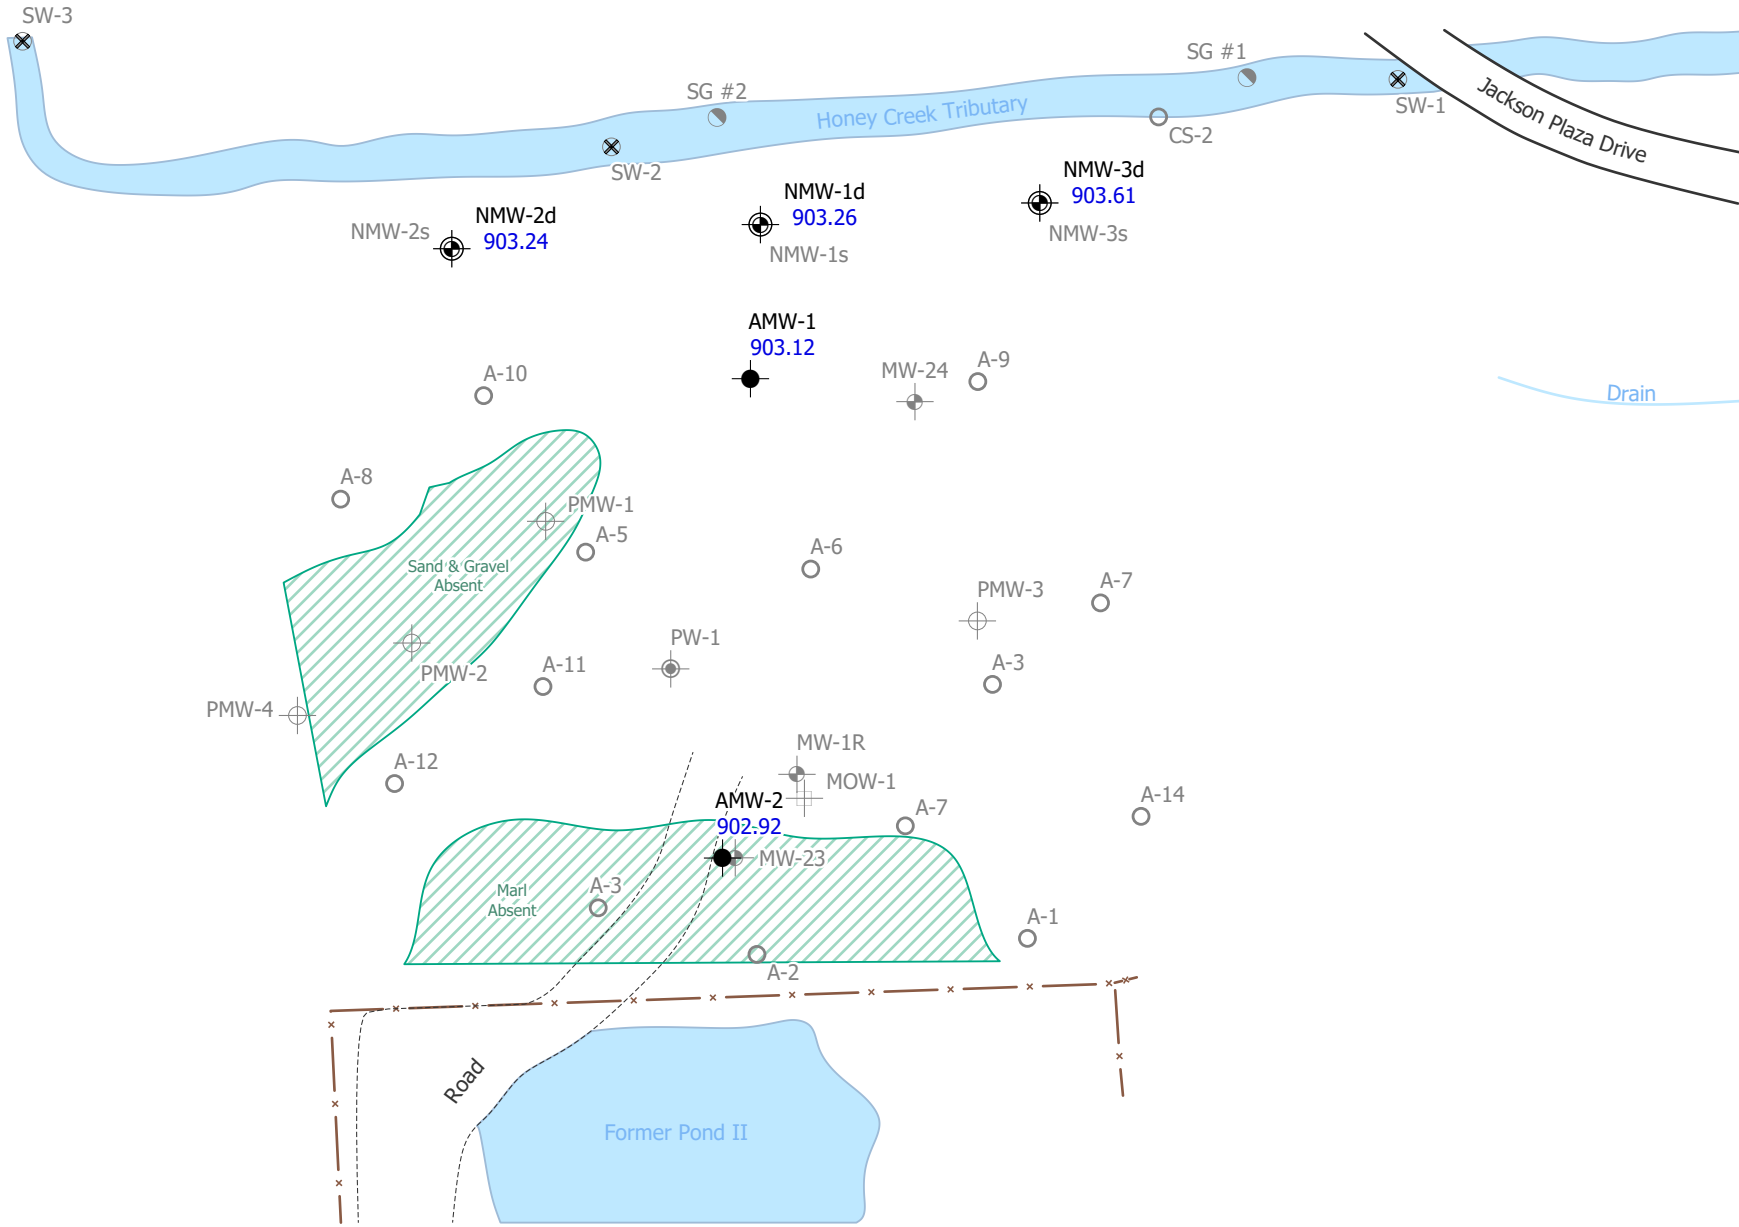 SW-3
SG #1
SG #2
Honey Creek Tributary
SW-1
Jackson Plaza Drive
CS-2
SW-2
NMW-3d
903.61
NMW-3s
NMW-1d
903.26
NMW-1s
NMW-2d
903.24
NMW-2s
AMW-1
903.12
A-10
MW-24
A-9
Drain
A-8
PMW-1
A-5
A-6
Sand & Gravel
Absent
PMW-3
A-7
PW-1
PMW-2
A-11
A-3
PMW-4
MW-1R
A-12
MOW-1
AMW-2
902.92
A-7
A-14
MW-23
A-3
Marl
Absent
A-1
A-2
Road
Former Pond II